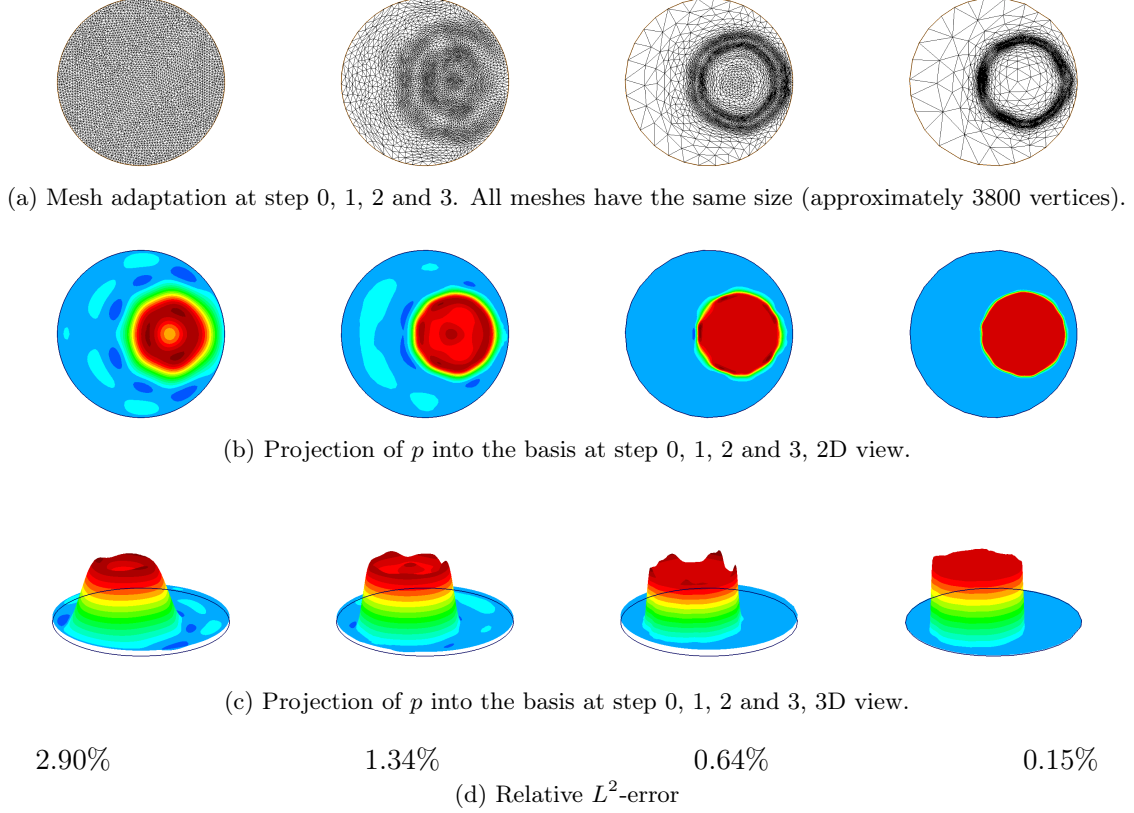 (a) Mesh adaptation at step 0, 1, 2 and 3. All meshes have the same size (approximately 3800 vertices).
(b) Projection of p into the basis at step 0, 1, 2 and 3, 2D view.
(c) Projection of p into the basis at step 0, 1, 2 and 3, 3D view.
2.90% 1.34% 0.64% 0.15%
(d) Relative L²-error